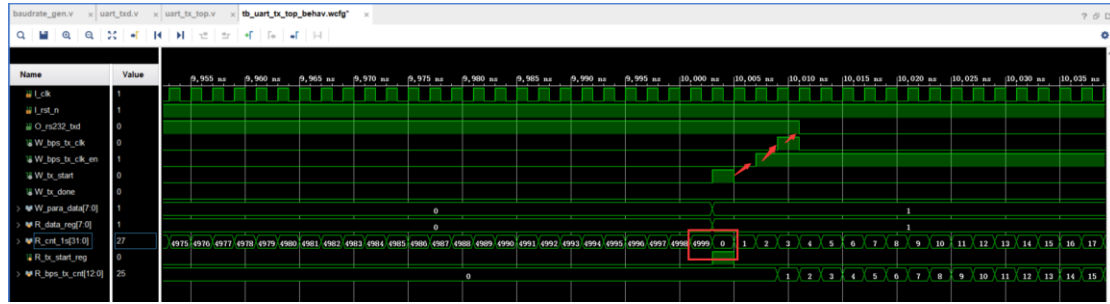 baudrate_gen.v × uart_txd.v × uart_tx_top.v × tb_uart_tx_top_behav.wcfg* ×
Name Value
9,955 ns 9,960 ns 9,965 ns 9,970 ns 9,975 ns 9,980 ns 9,985 ns 9,990 ns 9,995 ns 10,000 ns 10,005 ns 10,010 ns 10,015 ns 10,020 ns 10,025 ns 10,030 ns 10,035 ns
I_clk 1
I_rst_n 1
O_rs232_txd 0
W_bps_tx_clk 0
W_bps_tx_clk_en 1
W_tx_start 0
W_tx_done 0
W_para_data[7:0] 1 0 1
R_data_reg[7:0] 1 0 1
R_cnt_1s[31:0] 27 4975 4976 4977 4978 4979 4980 4981 4982 4983 4984 4985 4986 4987 4988 4989 4990 4991 4992 4993 4994 4995 4996 4997 4998 4999 0 1 2 3 4 5 6 7 8 9 10 11 12 13 14 15 16 17
R_tx_start_reg 0
R_bps_tx_cnt[12:0] 25 0 1 2 3 4 5 6 7 8 9 10 11 12 13 14 15